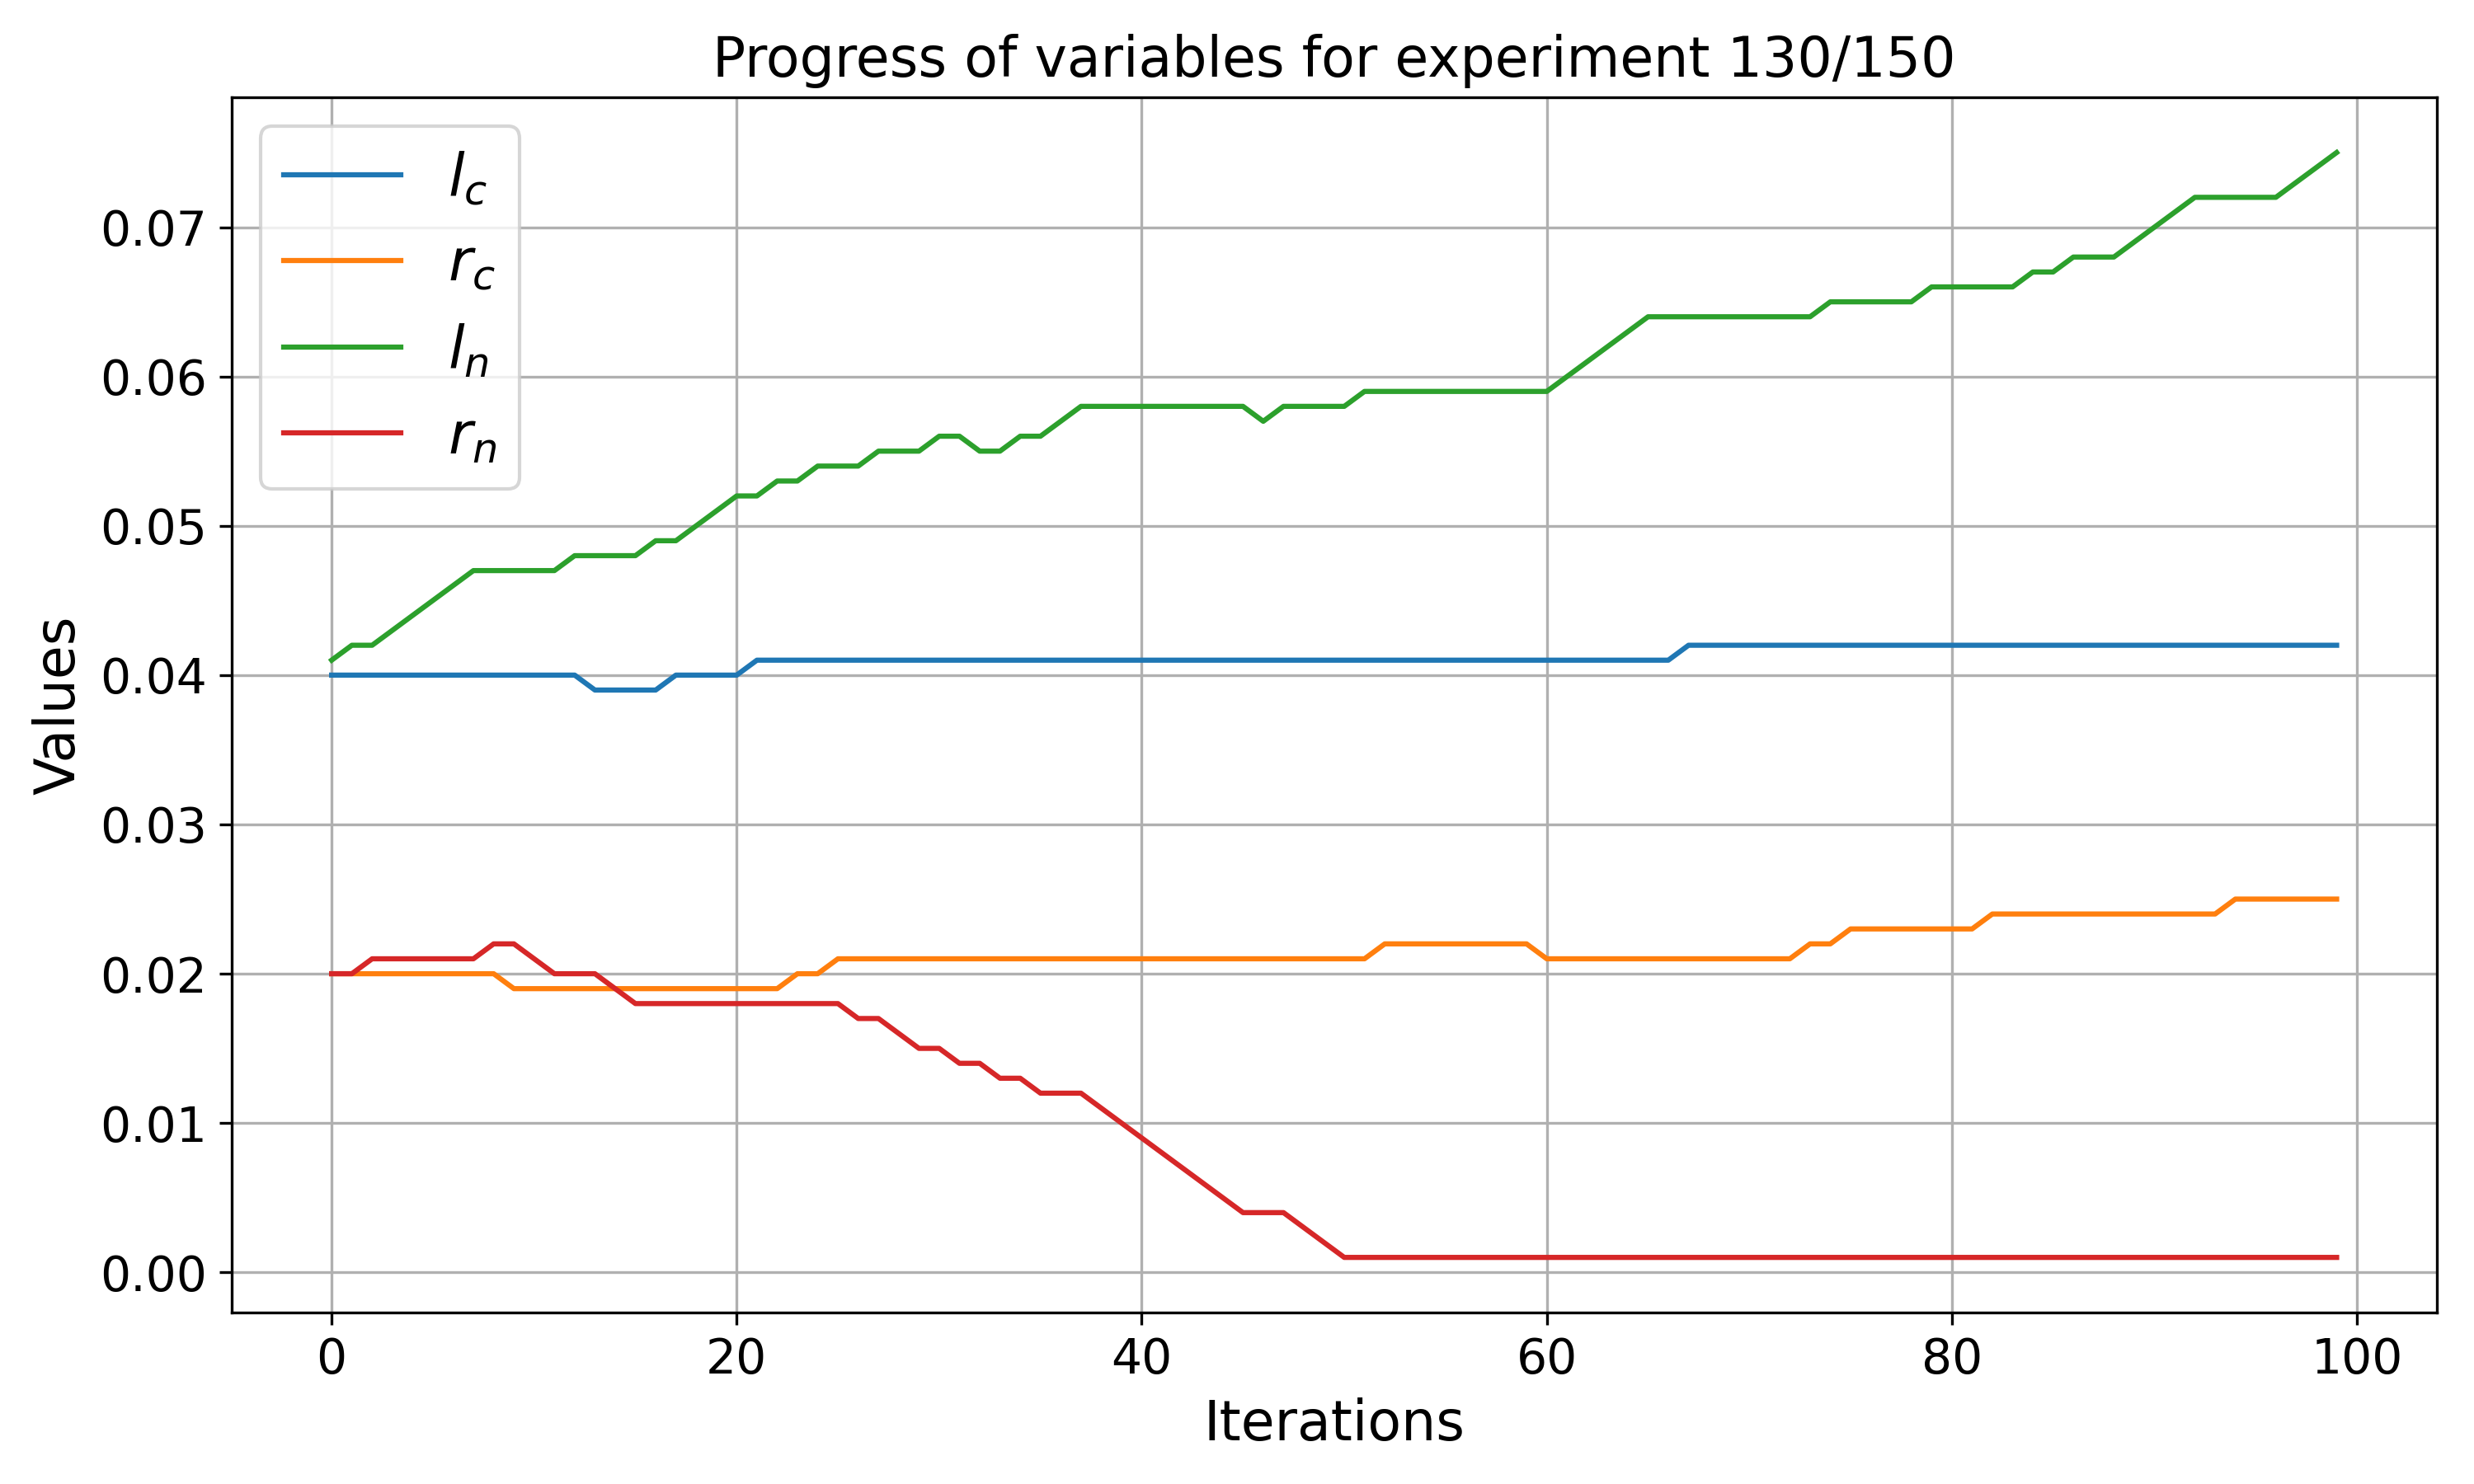 Progress of variables for experiment 130/150
l_c
r_c
l_n
r_n
0.07
0.06
0.05
0.04
0.03
0.02
0.01
0.00
Values
0 20 40 60 80 100
Iterations